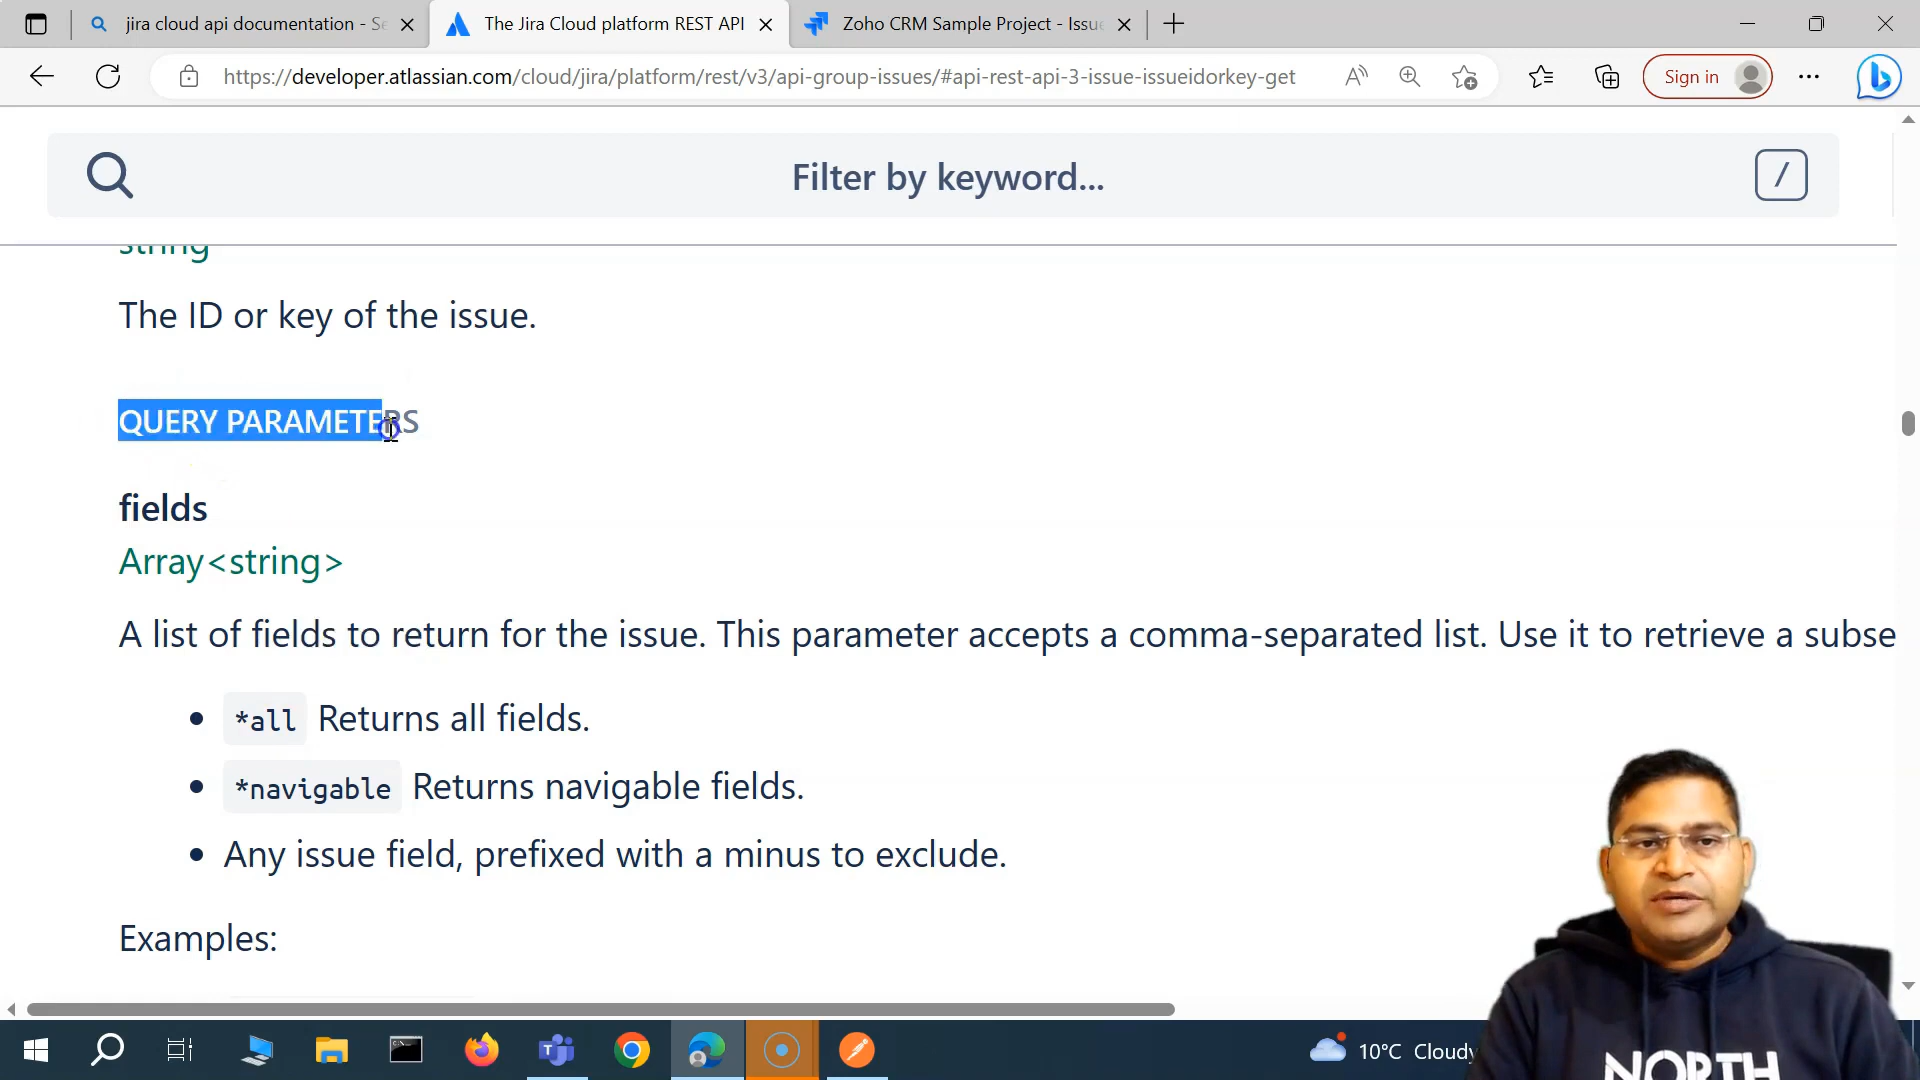 jira cloud api documentation - Se
The Jira Cloud platform REST API
Zoho CRM Sample Project - Issue
https://developer.atlassian.com/cloud/jira/platform/rest/v3/api-group-issues/#api-rest-api-3-issue-issueidorkey-get
Sign in
Filter by keyword...
/
string
The ID or key of the issue.
QUERY PARAMETERS
fields
Array<string>
A list of fields to return for the issue. This parameter accepts a comma-separated list. Use it to retrieve a subse
*all Returns all fields.
*navigable Returns navigable fields.
Any issue field, prefixed with a minus to exclude.
Examples:
10°C Cloudy
NORTH